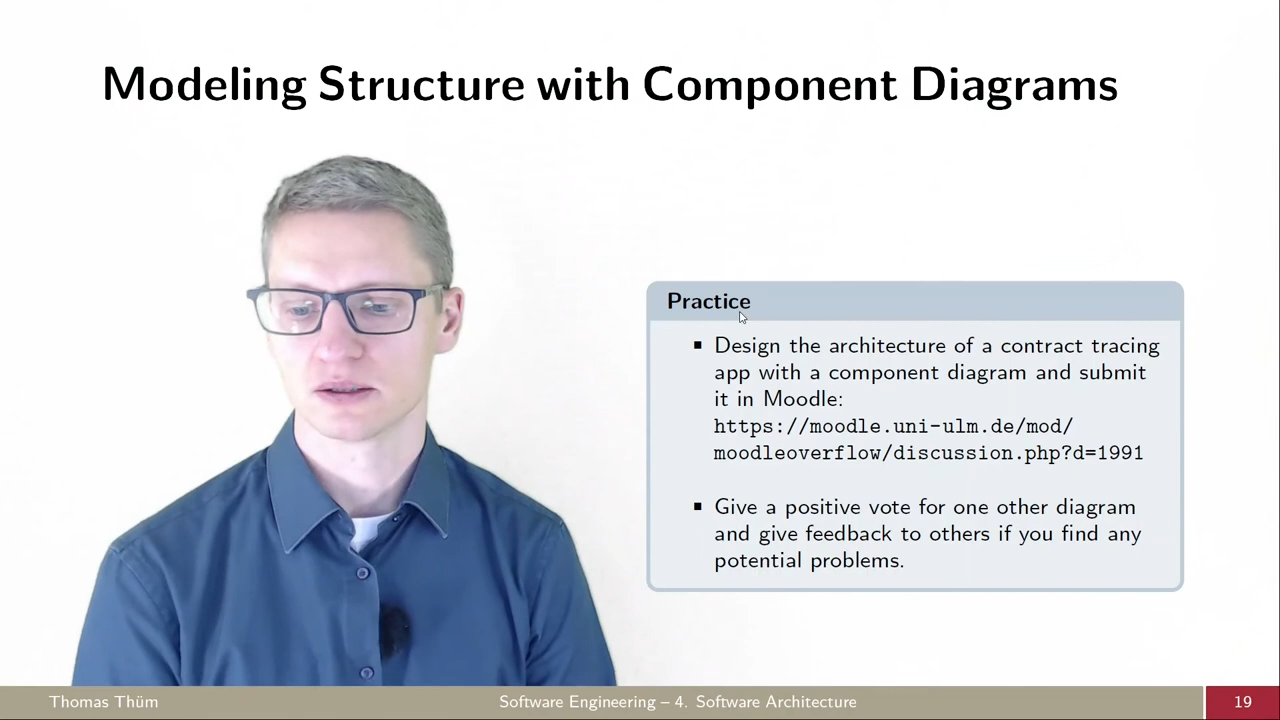 Modeling Structure with Component Diagrams
Practice
Design the architecture of a contract tracing
app with a component diagram and submit
it in Moodle:
https://moodle.uni-ulm.de/mod/
moodleoverflow/discussion.php?d=1991
Give a positive vote for one other diagram
and give feedback to others if you find any
potential problems.
Thomas Thüm
Software Engineering – 4. Software Architecture
19